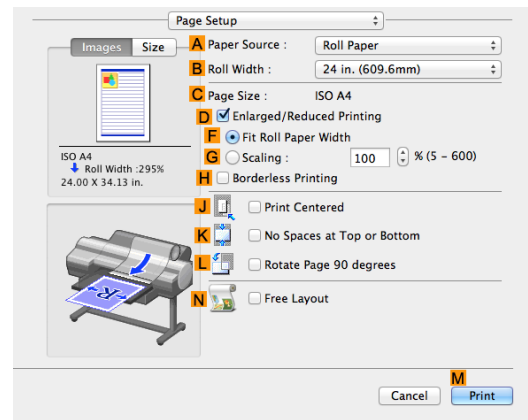 Page Setup
Images Size
A Paper Source : Roll Paper
B Roll Width : 24 in. (609.6mm)
C Page Size : ISO A4
D Enlarged/Reduced Printing
F Fit Roll Paper Width
G Scaling : 100 % (5 - 600)
H Borderless Printing
ISO A4
Roll Width :295%
24.00 X 34.13 in.
J Print Centered
K No Spaces at Top or Bottom
L Rotate Page 90 degrees
N Free Layout
R
M
Cancel Print